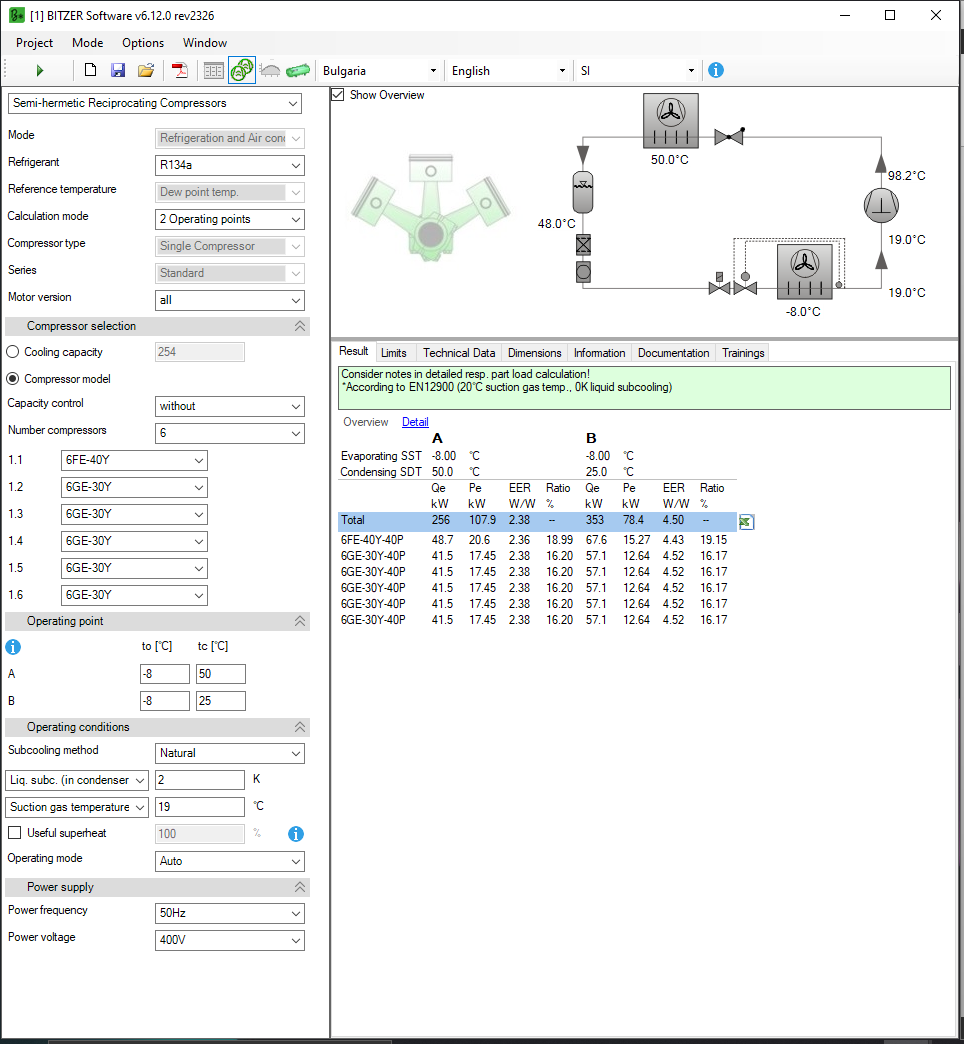 [1] BITZER Software v6.12.0 rev2326
Project Mode Options Window
Bulgaria English SI
Semi-hermetic Reciprocating Compressors
Mode Refrigeration and Air con
Refrigerant R134a
Reference temperature Dew point temp.
Calculation mode 2 Operating points
Compressor type Single Compressor
Series Standard
Motor version all
Compressor selection
Cooling capacity 254
Compressor model
Capacity control without
Number compressors 6
1.1 6FE-40Y
1.2 6GE-30Y
1.3 6GE-30Y
1.4 6GE-30Y
1.5 6GE-30Y
1.6 6GE-30Y
Operating point
to [°C] tc [°C]
A -8 50
B -8 25
Operating conditions
Subcooling method Natural
Liq. subc. (in condenser 2 K
Suction gas temperature 19 °C
Useful superheat 100 %
Operating mode Auto
Power supply
Power frequency 50Hz
Power voltage 400V
Show Overview
50.0°C
98.2°C
48.0°C
19.0°C
19.0°C
-8.0°C
Result Limits Technical Data Dimensions Information Documentation Trainings
Consider notes in detailed resp. part load calculation!
*According to EN12900 (20°C suction gas temp., 0K liquid subcooling)
Overview Detail
A B
Evaporating SST -8.00 °C -8.00 °C
Condensing SDT 50.0 °C 25.0 °C
Qe Pe EER Ratio Qe Pe EER Ratio
kW kW W/W % kW kW W/W %
Total 256 107.9 2.38 -- 353 78.4 4.50 --
6FE-40Y-40P 48.7 20.6 2.36 18.99 67.6 15.27 4.43 19.15
6GE-30Y-40P 41.5 17.45 2.38 16.20 57.1 12.64 4.52 16.17
6GE-30Y-40P 41.5 17.45 2.38 16.20 57.1 12.64 4.52 16.17
6GE-30Y-40P 41.5 17.45 2.38 16.20 57.1 12.64 4.52 16.17
6GE-30Y-40P 41.5 17.45 2.38 16.20 57.1 12.64 4.52 16.17
6GE-30Y-40P 41.5 17.45 2.38 16.20 57.1 12.64 4.52 16.17